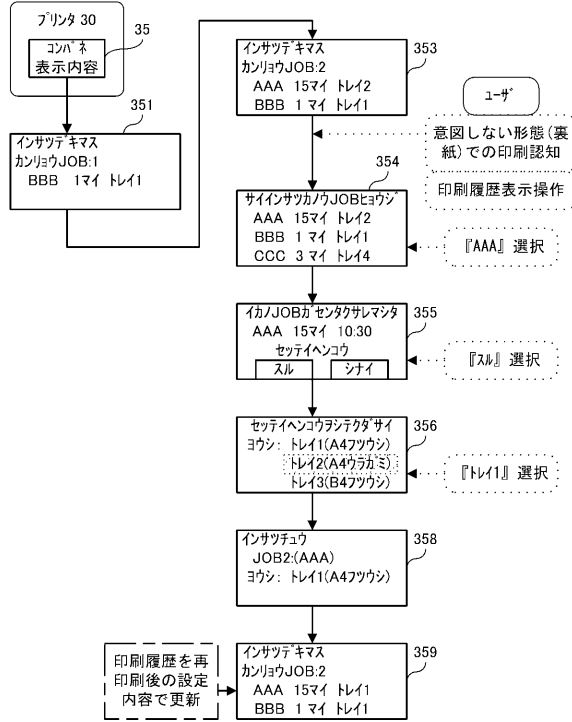 プリンタ 30
コンパネ
表示内容
35
351
インサツデキマス
カンリョウJOB:1
BBB 1マイ トレイ1
353
インサツデキマス
カンリョウJOB:2
AAA 15マイ トレイ2
BBB 1マイ トレイ1
ユーザ
意図しない形態(裏
紙)での印刷認知
印刷履歴表示操作
354
サイインサツカノウJOBヒョウジ
AAA 15マイ トレイ2
BBB 1マイ トレイ1
CCC 3マイ トレイ4
『AAA』選択
355
イカノJOBガセンタクサレマシタ
AAA 15マイ 10:30
セッテイヘンコウ
スル シナイ
『スル』選択
356
セッテイヘンコウヲシテクダサイ
ヨウシ: トレイ1(A4フツウシ)
トレイ2(A4ウラガミ)
トレイ3(B4フツウシ)
『トレイ1』選択
358
インサツチュウ
JOB2:(AAA)
ヨウシ: トレイ1(A4フツウシ)
359
インサツデキマス
カンリョウJOB:2
AAA 15マイ トレイ1
BBB 1マイ トレイ1
印刷履歴を再
印刷後の設定
内容で更新